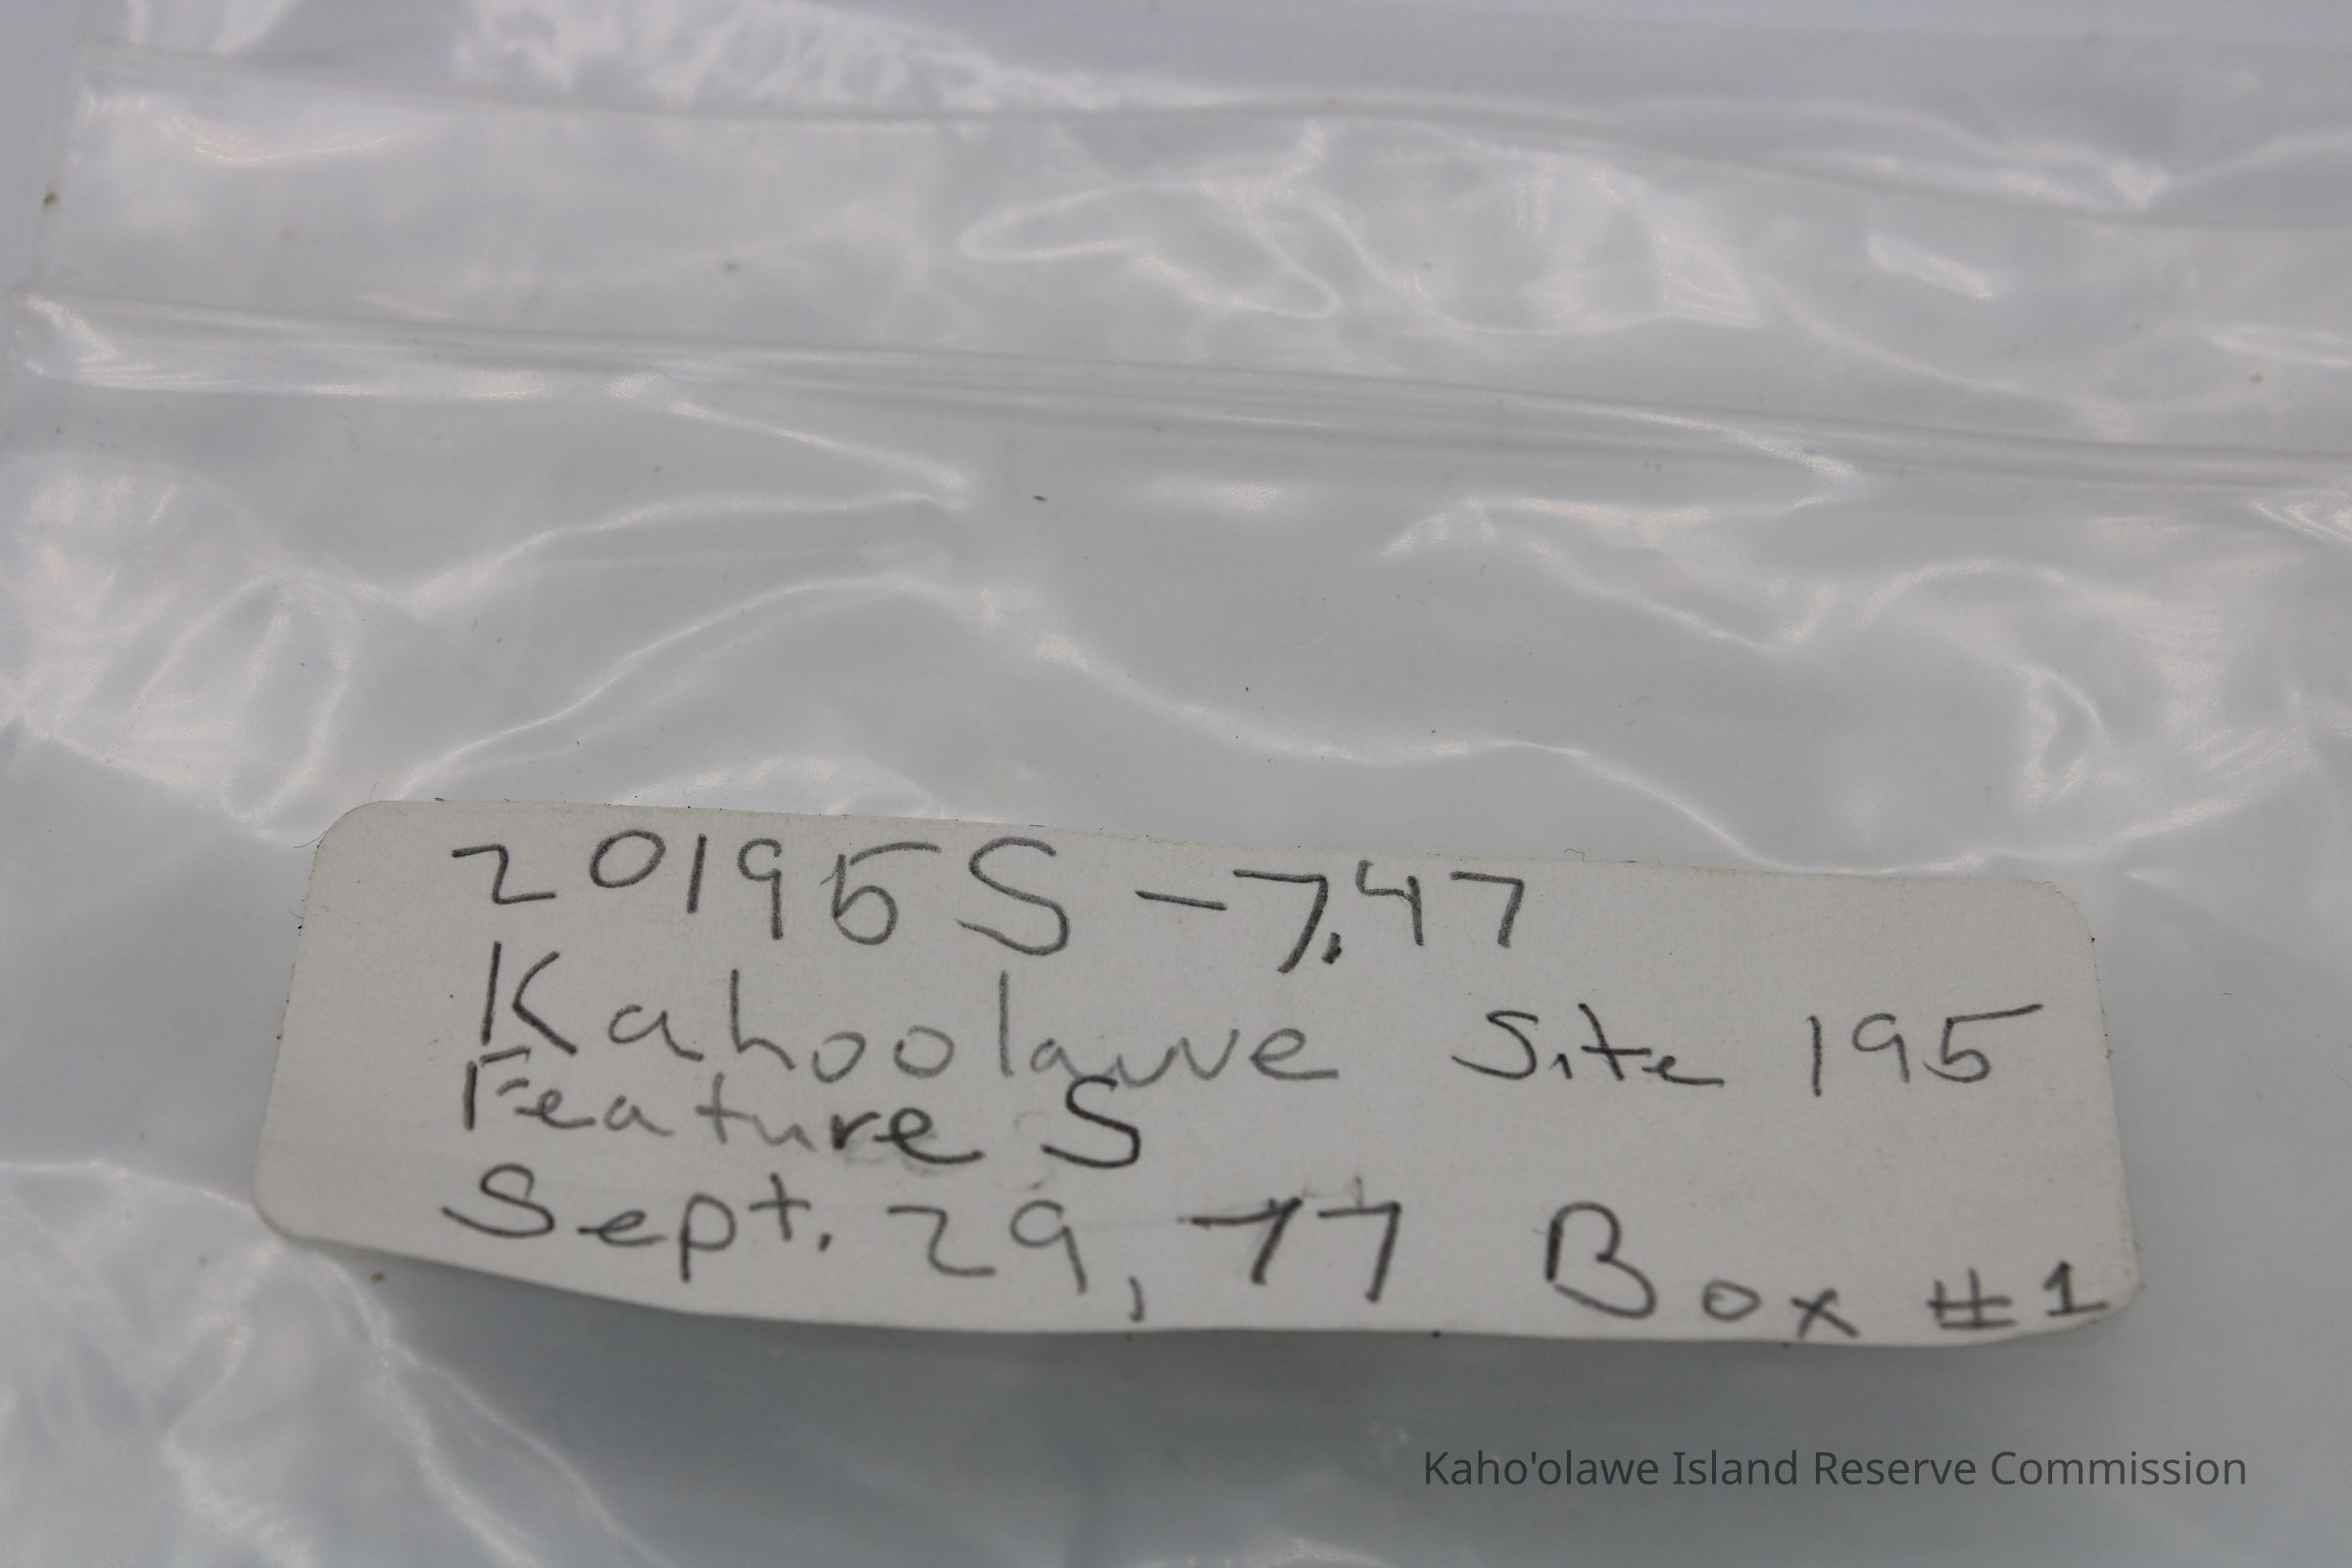 20195S-7.47
Kahoolawe Site 195
Feature S
Sept. 29, 77 Box #1
Kaho'olawe Island Reserve Commission